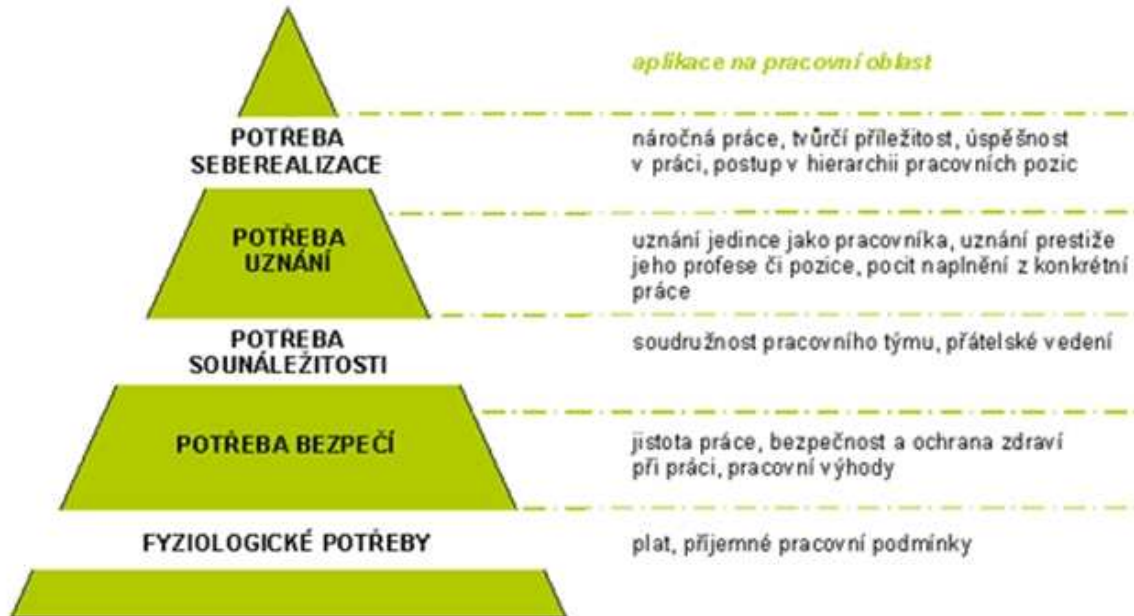 aplikace na pracovní oblast
POTŘEBA
SEBEREALIZACE
náročná práce, tvůrčí příležitost, úspěšnost
v práci, postup v hierarchii pracovních pozic
POTŘEBA
UZNÁNÍ
uznání jedince jako pracovníka, uznání prestiže
jeho profese či pozice, pocit naplnění z konkrétní
práce
POTŘEBA
SOUNÁLEŽITOSTI
soudružnost pracovního týmu, přátelské vedení
POTŘEBA BEZPEČÍ
jistota práce, bezpečnost a ochrana zdraví
při práci, pracovní výhody
FYZIOLOGICKÉ POTŘEBY
plat, příjemné pracovní podmínky